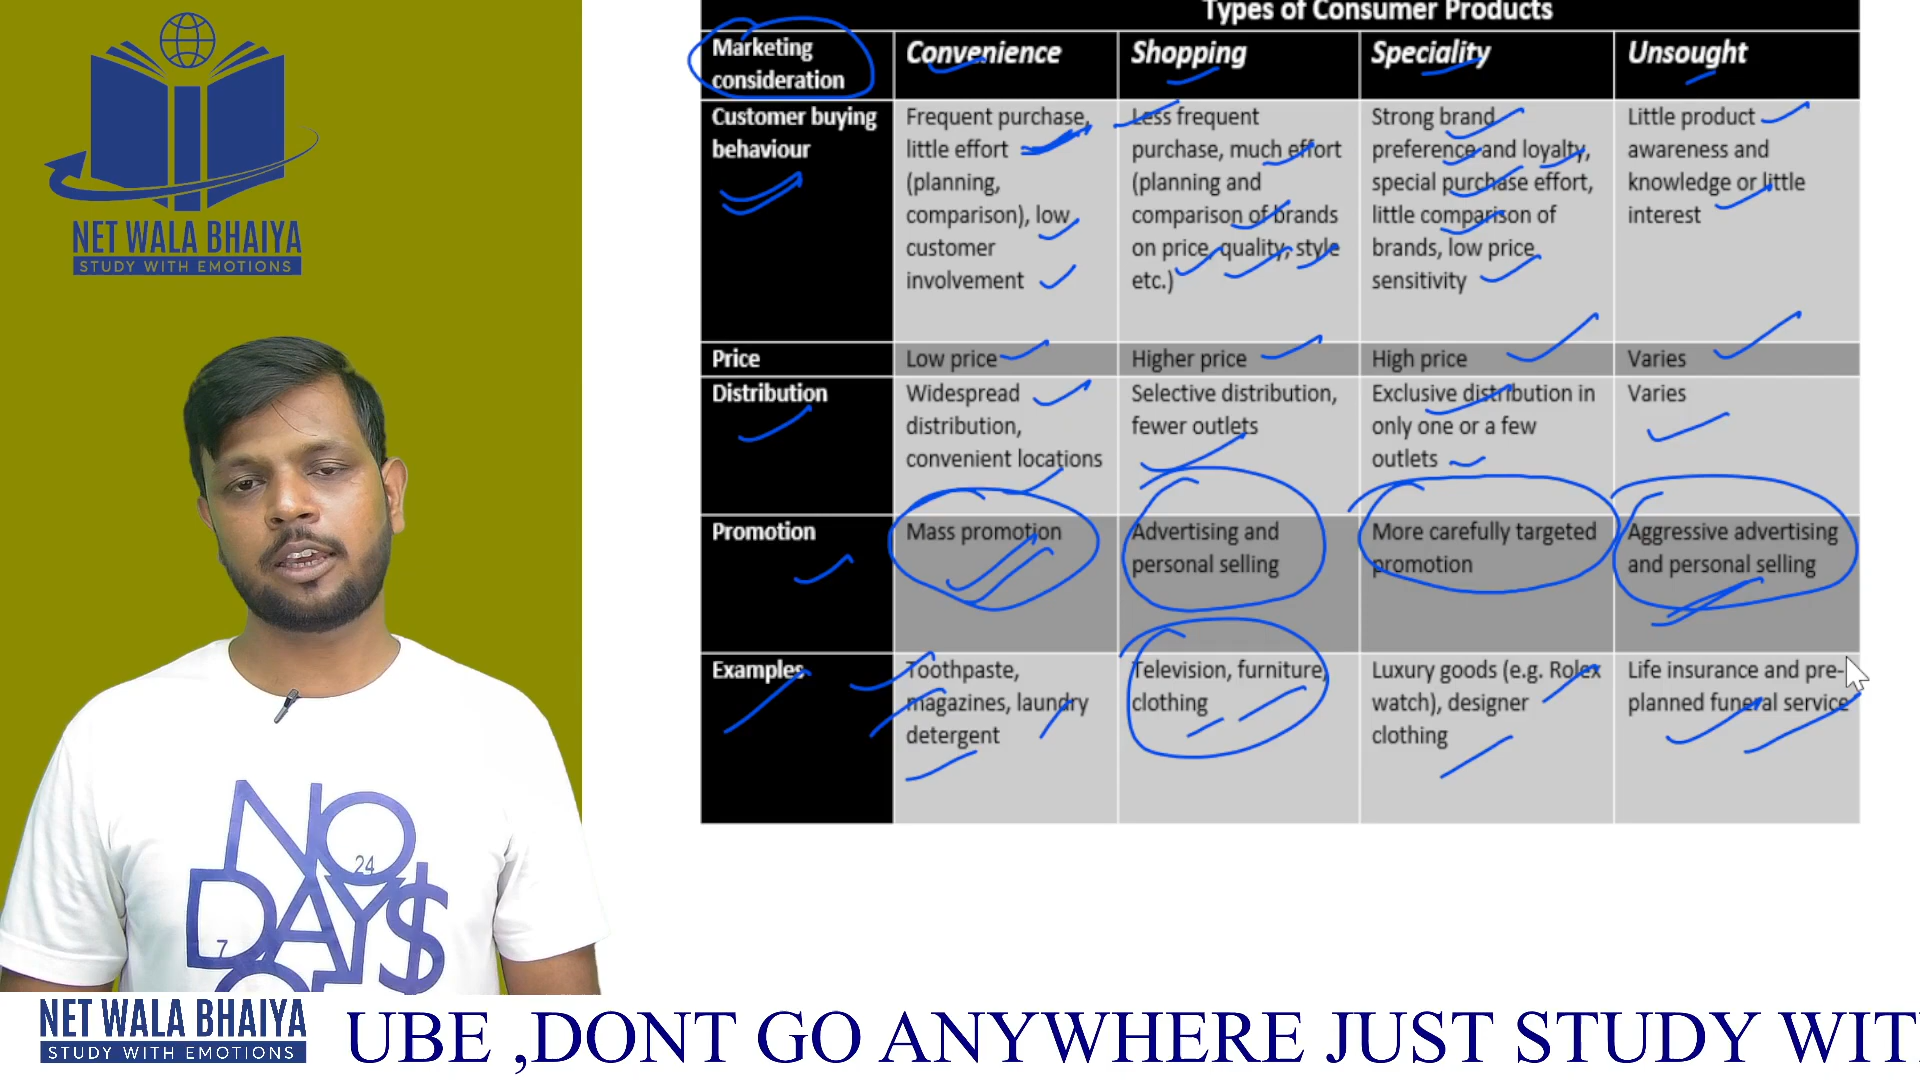 NET WALA BHAIYA
STUDY WITH EMOTIONS
Types of Consumer Products
Marketing consideration
Convenience
Shopping
Speciality
Unsought
Customer buying
behaviour
Frequent purchase,
little effort
(planning,
comparison), low
customer
involvement
Less frequent
purchase, much effort
(planning and
comparison of brands
on price, quality, style
etc.)
Strong brand
preference and loyalty,
special purchase effort,
little comparison of
brands, low price
sensitivity
Little product
awareness and
knowledge or little
interest
Price
Low price
Higher price
High price
Varies
Distribution
Widespread
distribution,
convenient locations
Selective distribution,
fewer outlets
Exclusive distribution in
only one or a few
outlets
Varies
Promotion
Mass promotion
Advertising and
personal selling
More carefully targeted
promotion
Aggressive advertising
and personal selling
Examples
Toothpaste,
magazines, laundry
detergent
Television, furniture,
clothing
Luxury goods (e.g. Rolex
watch), designer
clothing
Life insurance and pre-
planned funeral service
NO
24
DAY$
7
NET WALA BHAIYA
STUDY WITH EMOTIONS
UBE ,DONT GO ANYWHERE JUST STUDY WIT